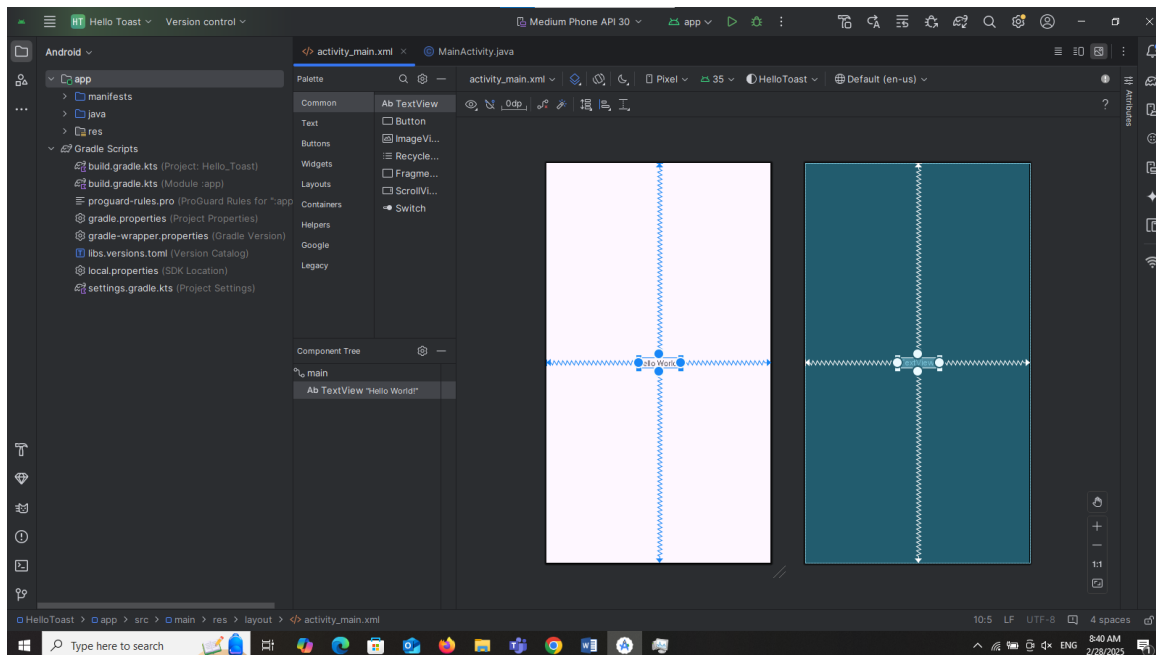 HT Hello Toast Version control Medium Phone API 30 app
Android
activity_main.xml MainActivity.java
app
manifests
java
res
Gradle Scripts
build.gradle.kts (Project: Hello_Toast)
build.gradle.kts (Module :app)
proguard-rules.pro (ProGuard Rules for ":app
gradle.properties (Project Properties)
gradle-wrapper.properties (Gradle Version)
libs.versions.toml (Version Catalog)
local.properties (SDK Location)
settings.gradle.kts (Project Settings)
Palette
Common
Text
Buttons
Widgets
Layouts
Containers
Helpers
Google
Legacy
Ab TextView
Button
ImageVi...
Recycle...
Fragme...
ScrollVi...
Switch
Component Tree
main
Ab TextView "Hello World!"
activity_main.xml Pixel 35 HelloToast Default (en-us)
0dp
?
Attributes
ello Worl
TextView
1:1
HelloToast > app > src > main > res > layout > activity_main.xml
10:5 LF UTF-8 4 spaces
Type here to search
ENG
8:40 AM
2/28/2025